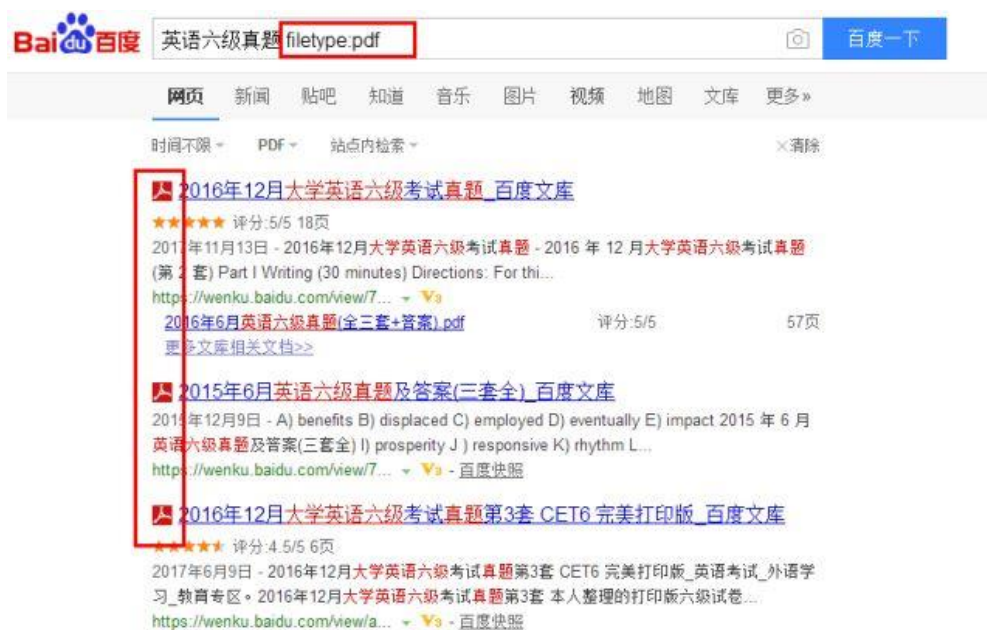 Bai du 百度 英语六级真题 filetype:pdf 百度一下
网页 新闻 贴吧 知道 音乐 图片 视频 地图 文库 更多»
时间不限 PDF 站点内检索 ×清除
2016年12月大学英语六级考试真题_百度文库
★★★★★ 评分:5/5 18页
2017年11月13日 - 2016年12月大学英语六级考试真题 - 2016 年 12 月大学英语六级考试真题
(第 2 套) Part I Writing (30 minutes) Directions: For thi...
https://wenku.baidu.com/view/7... V3
2016年6月英语六级真题(全三套+答案).pdf 评分:5/5 57页
更多文库相关文档>>
2015年6月英语六级真题及答案(三套全)_百度文库
2015年12月9日 - A) benefits B) displaced C) employed D) eventually E) impact 2015 年 6 月
英语六级真题及答案(三套全) I) prosperity J ) responsive K) rhythm L...
https://wenku.baidu.com/view/7... V3 - 百度快照
2016年12月大学英语六级考试真题第3套 CET6 完美打印版_百度文库
评分:4.5/5 6页
2017年6月9日 - 2016年12月大学英语六级考试真题第3套 CET6 完美打印版_英语考试_外语学
习_教育专区。2016年12月大学英语六级考试真题第3套 本人整理的打印版六级试卷...
https://wenku.baidu.com/view/a... V3 - 百度快照